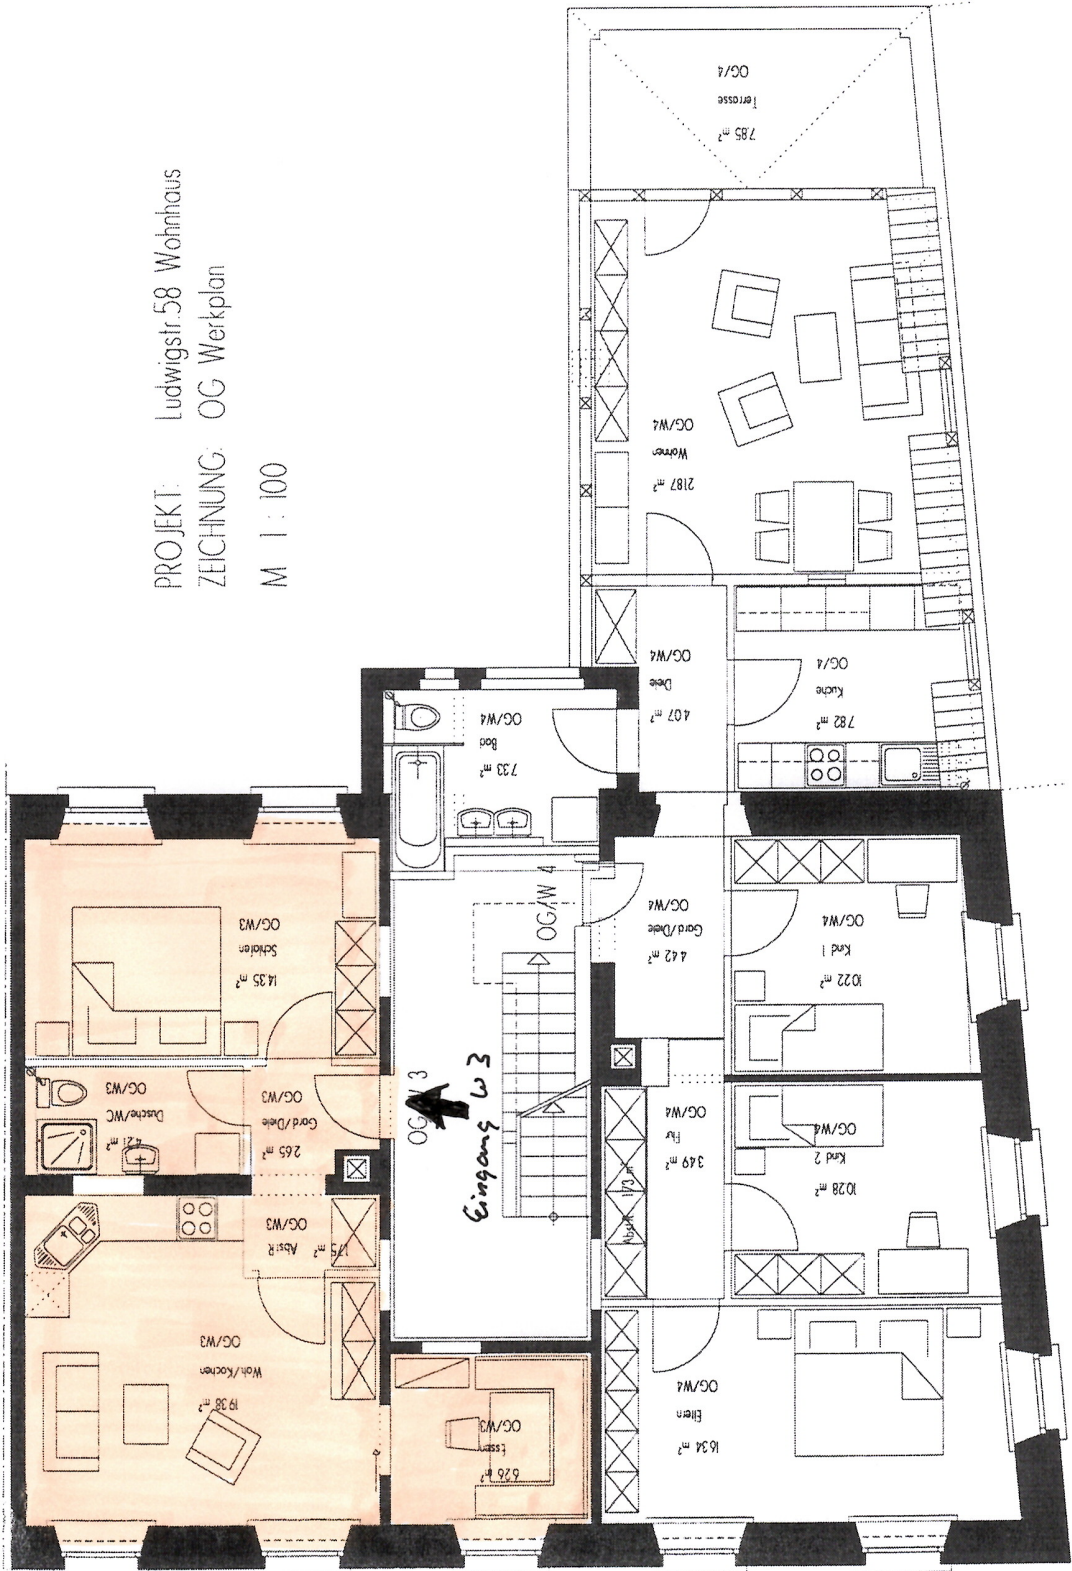 PROJEKT: Ludwigstr.58 Wohnhaus
ZEICHNUNG: OG Werkplan
M 1 : 100
OG/4
Terrasse
7.85 m²
OG/W4
Wohnen
21.87 m²
OG/4
Küche
7.82 m²
OG/W4
Diele
4.07 m²
OG/W4
Bad
7.33 m²
OG/W 4
OG/W4
Gard/Diele
4.42 m²
OG/W4
Kind 1
10.22 m²
OG/W4
Kind 2
10.28 m²
OG/W4
Flur
3.49 m²
Abst.R 1.73 m²
OG/W4
Eltern
16.34 m²
OG/W3
Schlafen
14.35 m²
OG/W3
Dusche/WC
4.21 m²
OG/W3
Gard/Diele
2.65 m²
OG/W3
Abst.R
1.75 m²
OG/W3
Woh/Kochen
19.38 m²
OG/W3
Essen
6.26 m²
3
Eingang W3